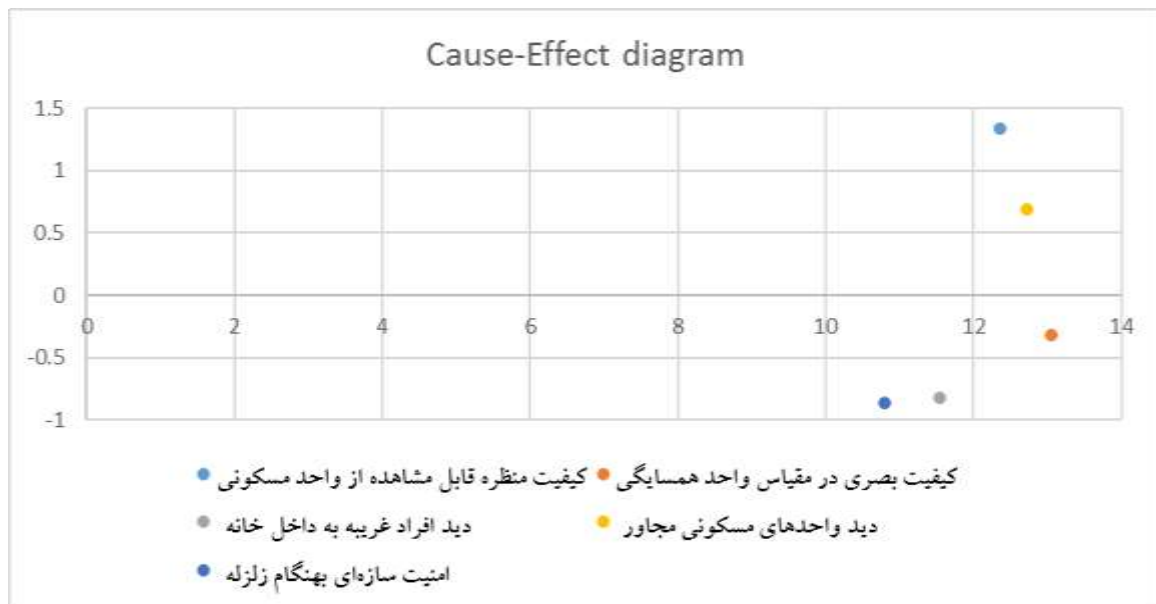 Cause-Effect diagram
1.5
1
0.5
0
0 2 4 6 8 10 12 14
-0.5
-1
کیفیت منظره قابل مشاهده از واحد مسکونی کیفیت بصری در مقیاس واحد همسایگی
دید افراد غریبه به داخل خانه دید واحدهای مسکونی مجاور
امنیت سازه‌ای بهنگام زلزله